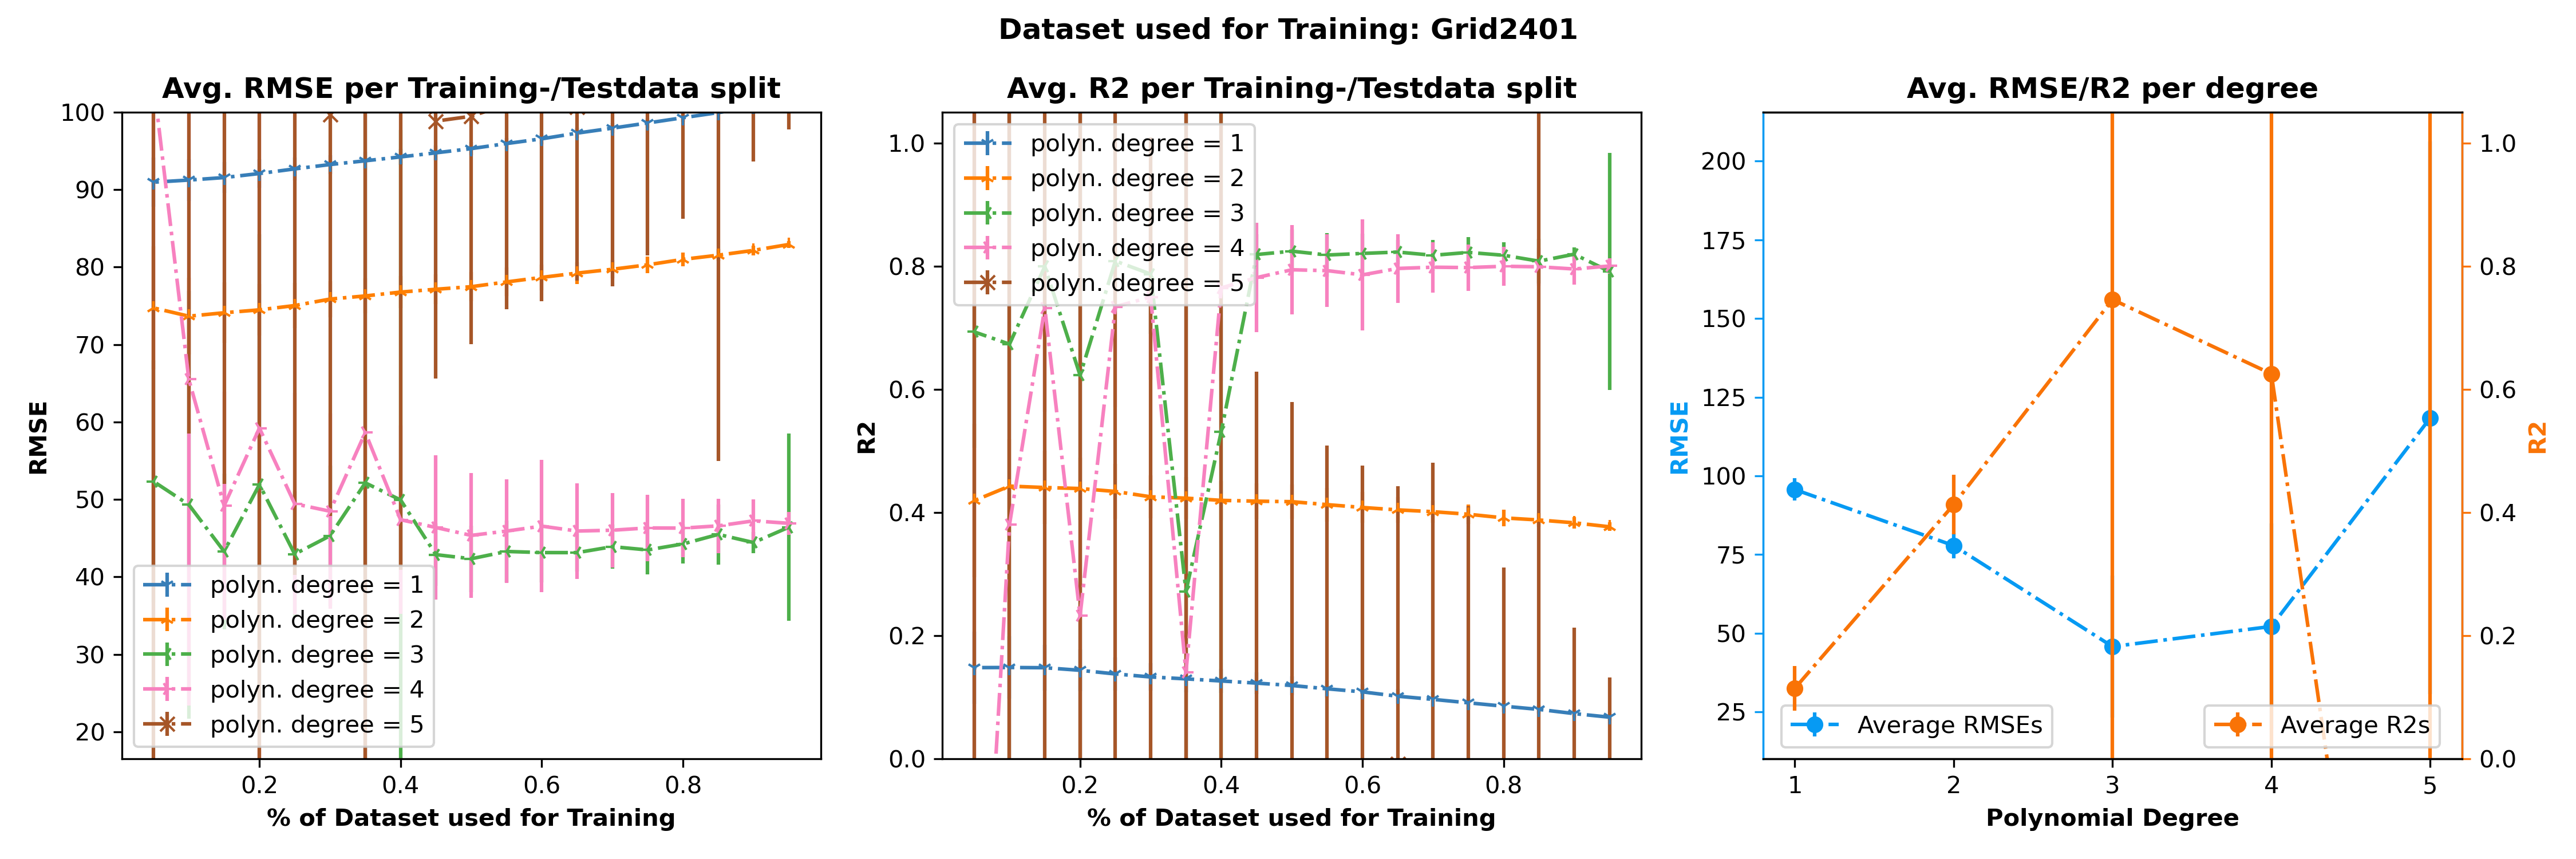 Dataset used for Training: Grid2401
Avg. RMSE per Training-/Testdata split
100
90
80
70
60
50
40
30
20
RMSE
polyn. degree = 1
polyn. degree = 2
polyn. degree = 3
polyn. degree = 4
polyn. degree = 5
0.2 0.4 0.6 0.8
% of Dataset used for Training
Avg. R2 per Training-/Testdata split
1.0
0.8
0.6
0.4
0.2
0.0
R2
polyn. degree = 1
polyn. degree = 2
polyn. degree = 3
polyn. degree = 4
polyn. degree = 5
0.2 0.4 0.6 0.8
% of Dataset used for Training
Avg. RMSE/R2 per degree
200
175
150
125
100
75
50
25
RMSE
1.0
0.8
0.6
0.4
0.2
0.0
R2
Average RMSEs
Average R2s
1 2 3 4 5
Polynomial Degree